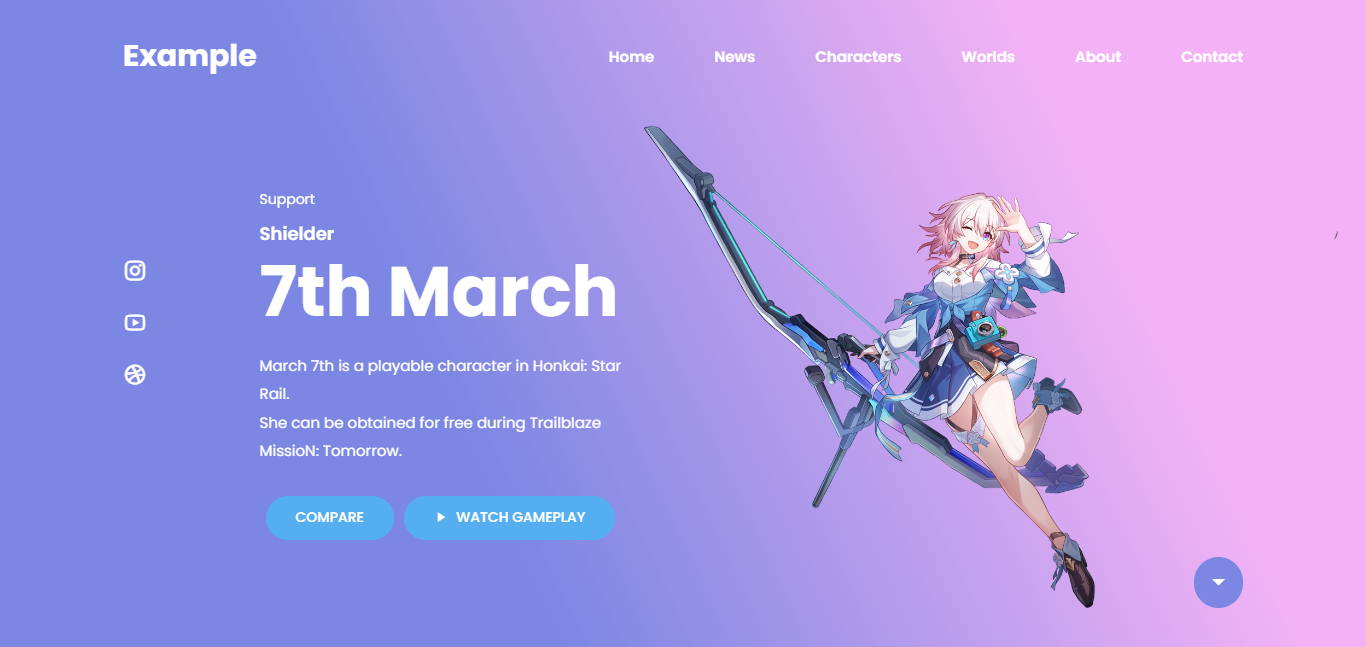 Example
Home News Characters Worlds About Contact
Support
Shielder
7th March
March 7th is a playable character in Honkai: Star
Rail.
She can be obtained for free during Trailblaze
MissioN: Tomorrow.
COMPARE
WATCH GAMEPLAY